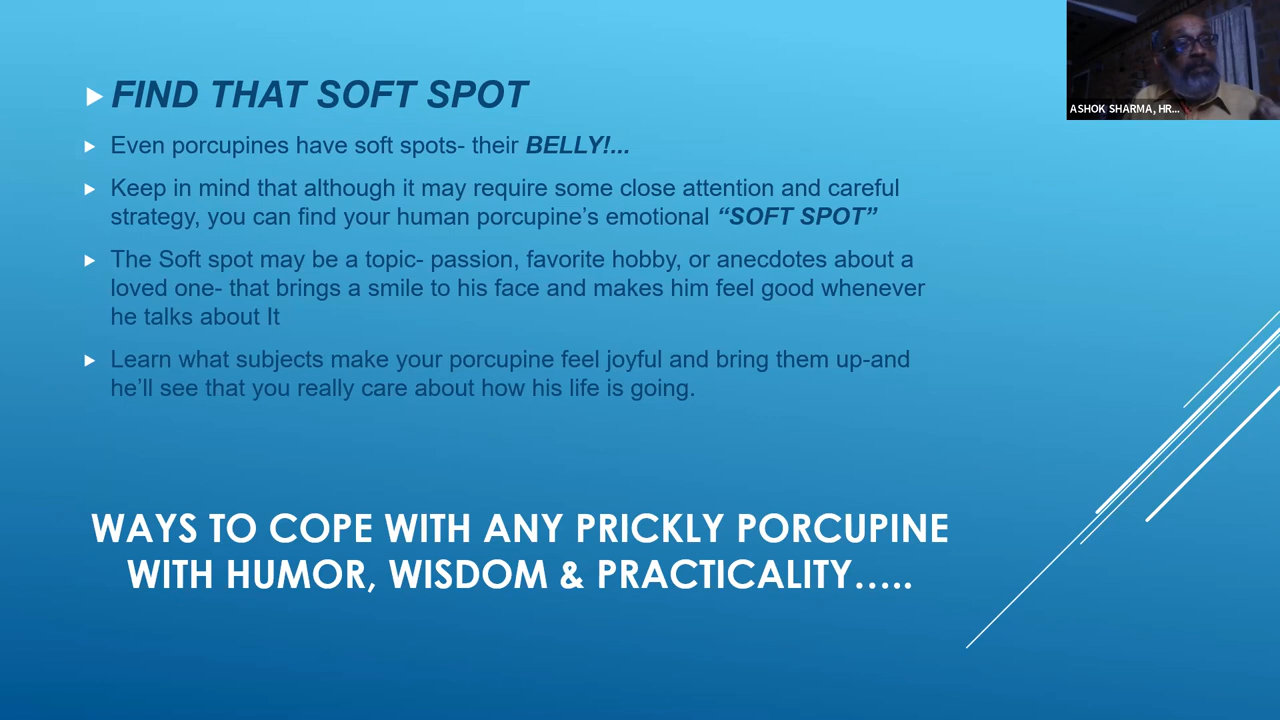 FIND THAT SOFT SPOT
Even porcupines have soft spots- their BELLY!...
Keep in mind that although it may require some close attention and careful
strategy, you can find your human porcupine's emotional “SOFT SPOT”
The Soft spot may be a topic- passion, favorite hobby, or anecdotes about a
loved one- that brings a smile to his face and makes him feel good whenever
he talks about It
Learn what subjects make your porcupine feel joyful and bring them up-and
he'll see that you really care about how his life is going.
WAYS TO COPE WITH ANY PRICKLY PORCUPINE
WITH HUMOR, WISDOM & PRACTICALITY…..
ASHOK SHARMA, HR...